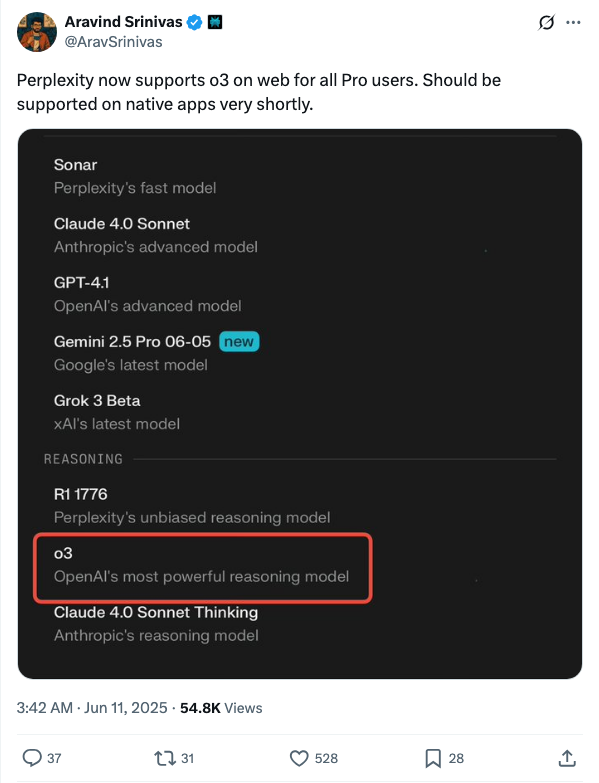 Aravind Srinivas
@AravSrinivas
Perplexity now supports o3 on web for all Pro users. Should be
supported on native apps very shortly.
Sonar
Perplexity's fast model
Claude 4.0 Sonnet
Anthropic's advanced model
GPT-4.1
OpenAI's advanced model
Gemini 2.5 Pro 06-05 new
Google's latest model
Grok 3 Beta
xAI's latest model
REASONING
R1 1776
Perplexity's unbiased reasoning model
o3
OpenAI's most powerful reasoning model
Claude 4.0 Sonnet Thinking
Anthropic's reasoning model
3:42 AM · Jun 11, 2025 · 54.8K Views
37 31 528 28